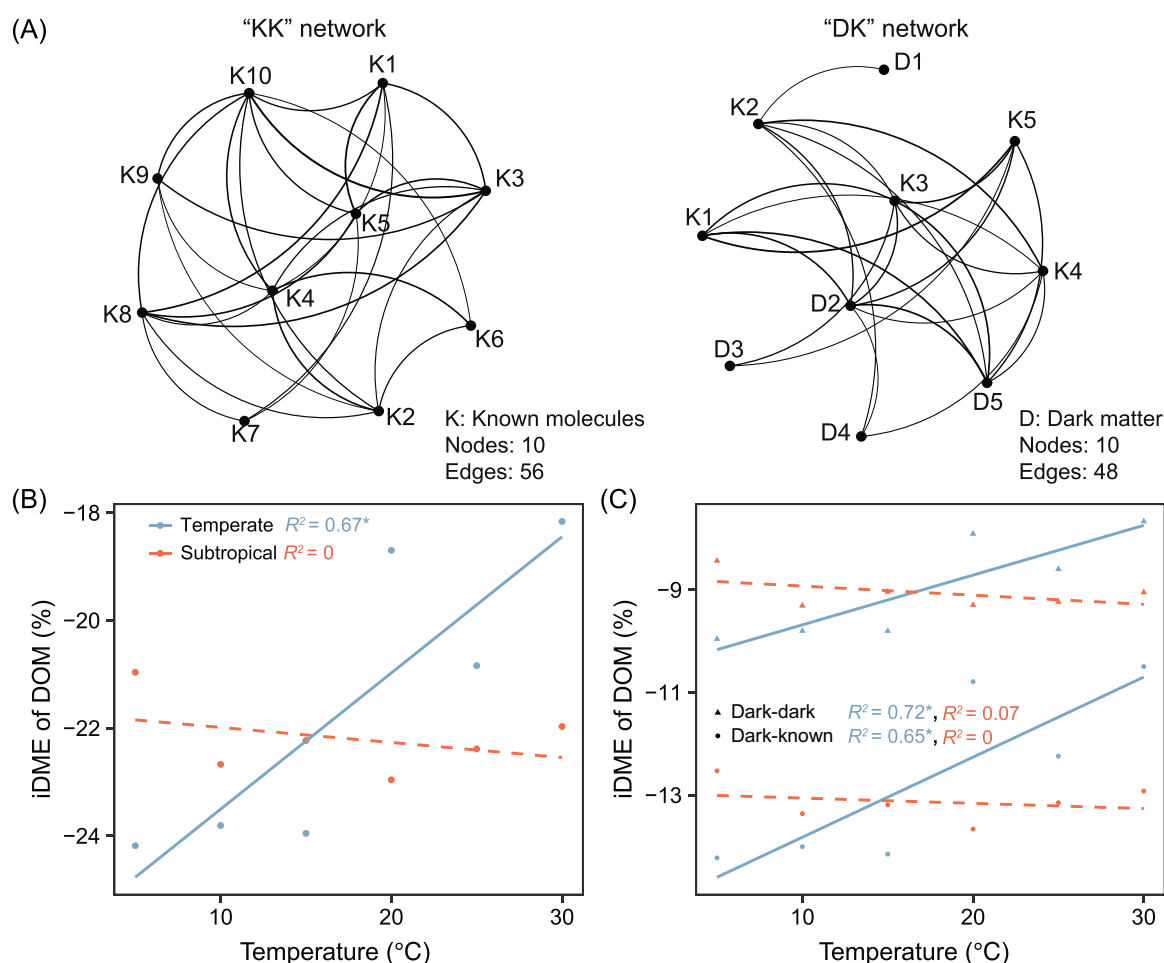 (A)
“KK” network
“DK” network
K10
K1
K9
K3
K5
K4
K8
K6
K7
K2
K: Known molecules
Nodes: 10
Edges: 56
D1
K2
K5
K3
K1
K4
D2
D3
D5
D4
D: Dark matter
Nodes: 10
Edges: 48
(B)
−18
−20
−22
−24
10
20
30
iDME of DOM (%)
Temperature (°C)
Temperate R² = 0.67*
Subtropical R² = 0
(C)
−9
−11
−13
10
20
30
iDME of DOM (%)
Temperature (°C)
Dark-dark R² = 0.72*, R² = 0.07
Dark-known R² = 0.65*, R² = 0